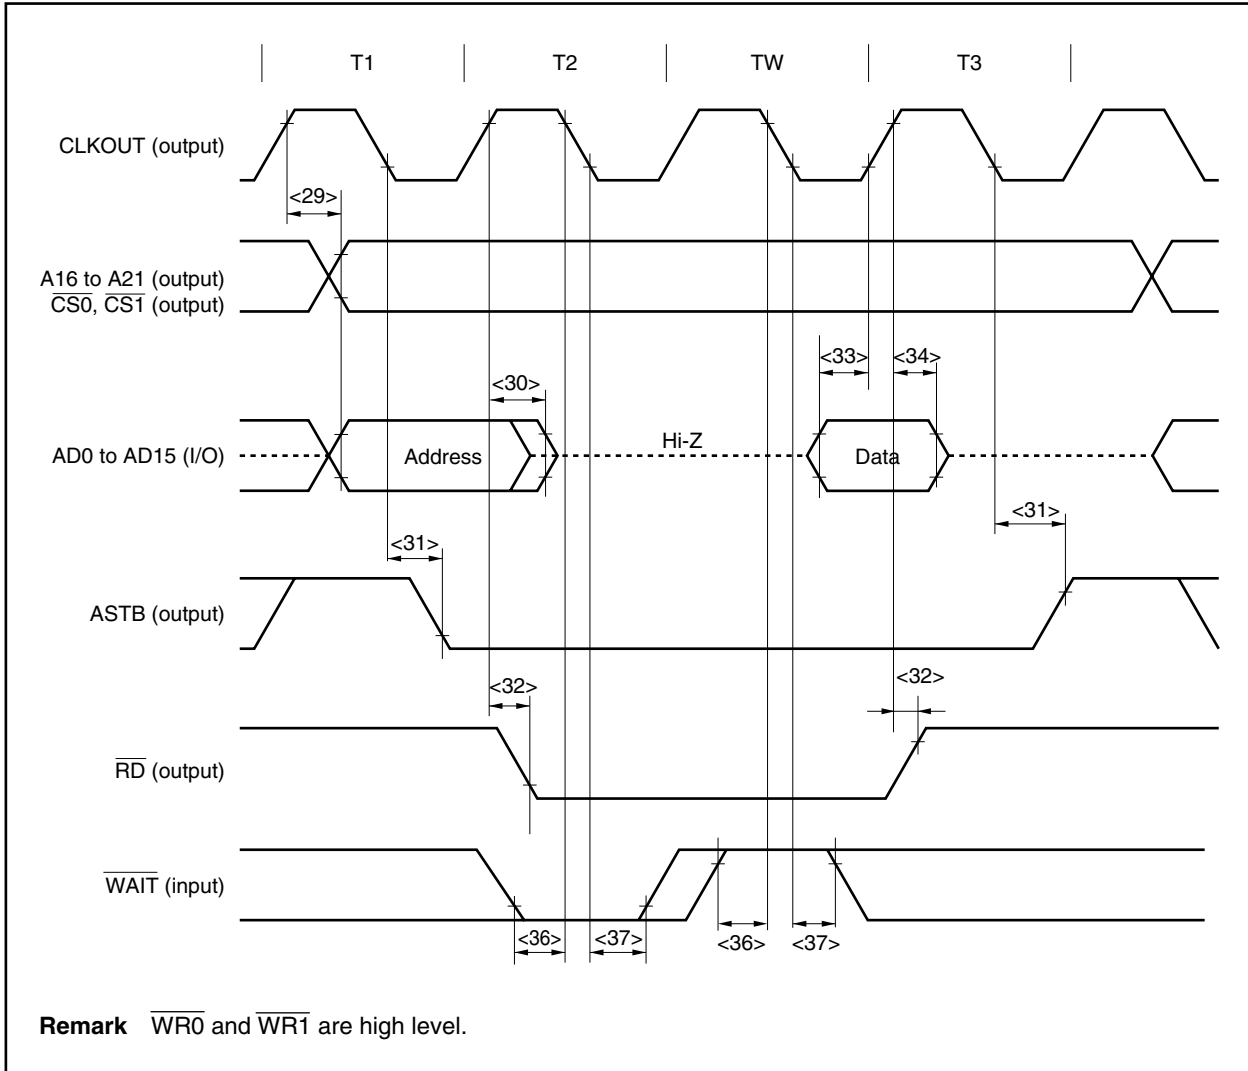 T1 T2 TW T3
CLKOUT (output)
<29>
A16 to A21 (output)
CS0, CS1 (output)
<33> <34>
<30>
AD0 to AD15 (I/O) Address Hi-Z Data
<31>
<31>
ASTB (output)
<32>
<32>
RD (output)
WAIT (input)
<36> <37> <36> <37>
Remark WR0 and WR1 are high level.